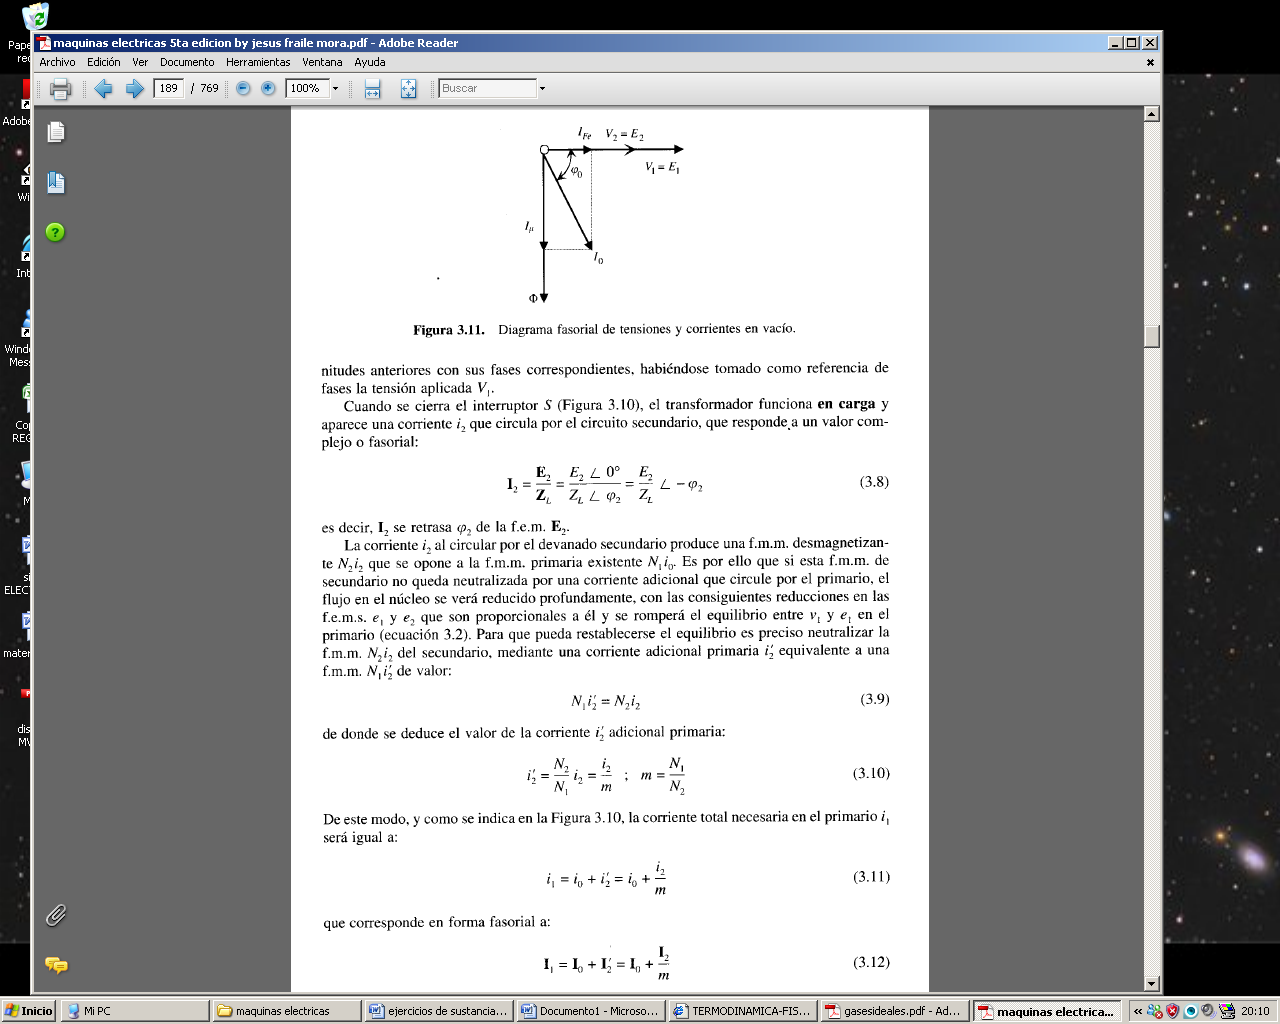 maquinas electricas 5ta edicion by jesus fraile mora.pdf - Adobe Reader
Archivo Edición Ver Documento Herramientas Ventana Ayuda
189 / 769 100% Buscar
I_Fe V₂ = E₂
V₁ = E₁
φ₀
I_μ
I₀
Φ
Figura 3.11. Diagrama fasorial de tensiones y corrientes en vacío.
nitudes anteriores con sus fases correspondientes, habiéndose tomado como referencia de
fases la tensión aplicada V₁.
Cuando se cierra el interruptor S (Figura 3.10), el transformador funciona en carga y
aparece una corriente i₂ que circula por el circuito secundario, que responde a un valor com-
plejo o fasorial:
I₂ = E₂/Z_L = E₂ ∠ 0°/Z_L ∠ φ₂ = E₂/Z_L ∠ − φ₂ (3.8)
es decir, I₂ se retrasa φ₂ de la f.e.m. E₂.
La corriente i₂ al circular por el devanado secundario produce una f.m.m. desmagnetizan-
te N₂i₂ que se opone a la f.m.m. primaria existente N₁i₀. Es por ello que si esta f.m.m. de
secundario no queda neutralizada por una corriente adicional que circule por el primario, el
flujo en el núcleo se verá reducido profundamente, con las consiguientes reducciones en las
f.e.m.s. e₁ y e₂ que son proporcionales a él y se romperá el equilibrio entre v₁ y e₁ en el
primario (ecuación 3.2). Para que pueda restablecerse el equilibrio es preciso neutralizar la
f.m.m. N₂i₂ del secundario, mediante una corriente adicional primaria i₂′ equivalente a una
f.m.m. N₁i₂′ de valor:
N₁i₂′ = N₂i₂ (3.9)
de donde se deduce el valor de la corriente i₂′ adicional primaria:
i₂′ = N₂/N₁ i₂ = i₂/m ; m = N₁/N₂ (3.10)
De este modo, y como se indica en la Figura 3.10, la corriente total necesaria en el primario i₁
será igual a:
i₁ = i₀ + i₂′ = i₀ + i₂/m (3.11)
que corresponde en forma fasorial a:
I₁ = I₀ + I₂′ = I₀ + I₂/m (3.12)
Inicio Mi PC maquinas electricas ejercicios de sustancia... Documento1 - Microso... TERMODINAMICA-FIS... gasesideales.pdf - Ad... maquinas electrica... « 20:10